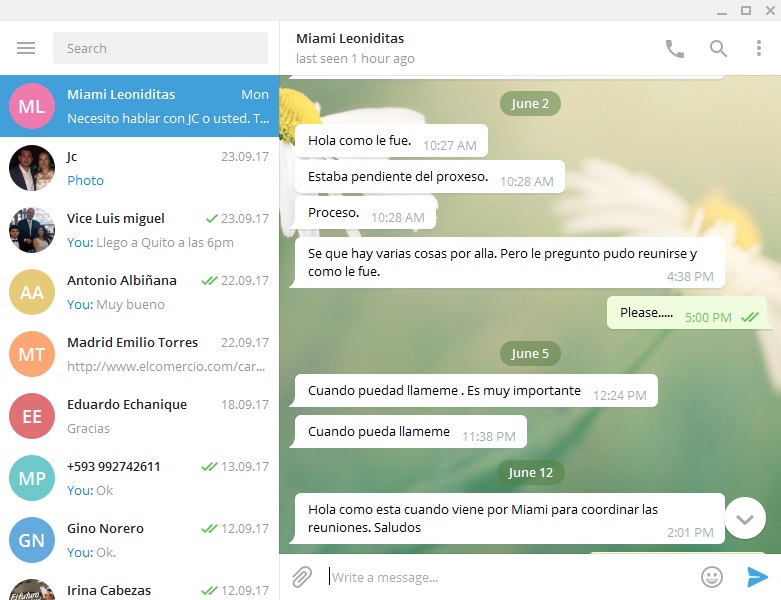 Search
ML
Miami Leoniditas
Mon
Necesito hablar con JC o usted. T...
Jc
23.09.17
Photo
Vice Luis miguel
23.09.17
You: Llego a Quito a las 6pm
AA
Antonio Albiñana
22.09.17
You: Muy bueno
MT
Madrid Emilio Torres
22.09.17
http://www.elcomercio.com/car...
EE
Eduardo Echanique
18.09.17
Gracias
MP
+593 992742611
13.09.17
You: Ok
GN
Gino Norero
12.09.17
You: Ok.
El futuro
Irina Cabezas
12.09.17
Miami Leoniditas
last seen 1 hour ago
June 2
Hola como le fue.
10:27 AM
Estaba pendiente del proxeso.
10:28 AM
Proceso.
10:28 AM
Se que hay varias cosas por alla. Pero le pregunto pudo reunirse y
como le fue.
4:38 PM
Please.....
5:00 PM
June 5
Cuando puedad llameme . Es muy importante
12:24 PM
Cuando pueda llameme
11:38 PM
June 12
Hola como esta cuando viene por Miami para coordinar las
reuniones. Saludos
2:01 PM
Write a message...